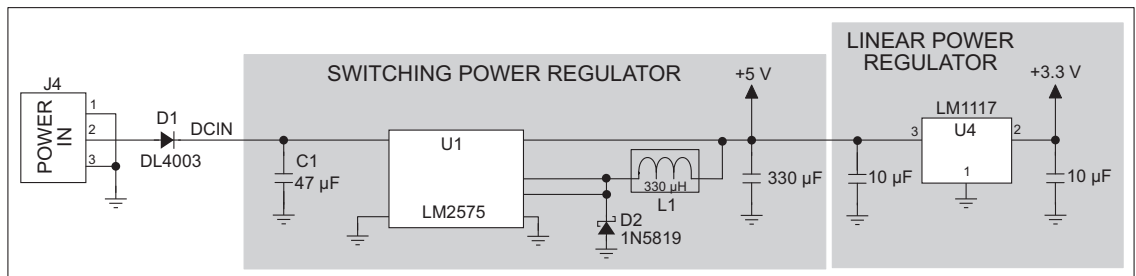 LINEAR POWER
REGULATOR
SWITCHING POWER REGULATOR
+5 V
+3.3 V
J4
POWER
IN
1
2
3
D1
DL4003
DCIN
C1
47 µF
U1
LM2575
330 µH
L1
D2
1N5819
330 µF
10 µF
LM1117
U4
3
2
1
10 µF